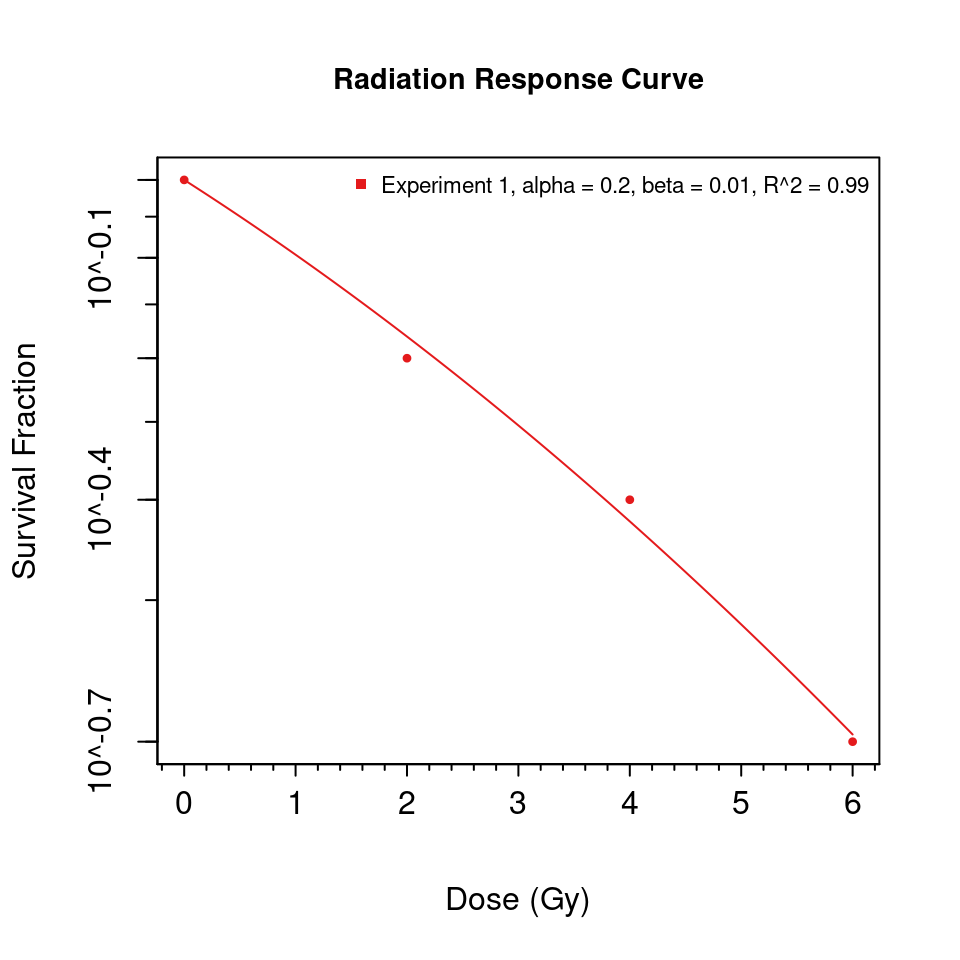 Radiation Response Curve
Experiment 1, alpha = 0.2, beta = 0.01, R^2 = 0.99
Survival Fraction
10^-0.1
10^-0.4
10^-0.7
0 1 2 3 4 5 6
Dose (Gy)